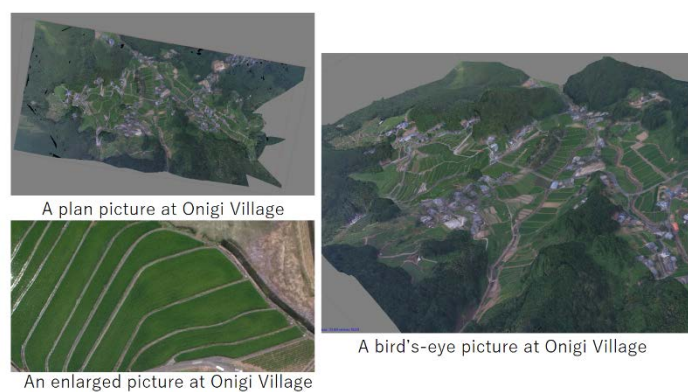 A plan picture at Onigi Village
An enlarged picture at Onigi Village
A bird's-eye picture at Onigi Village